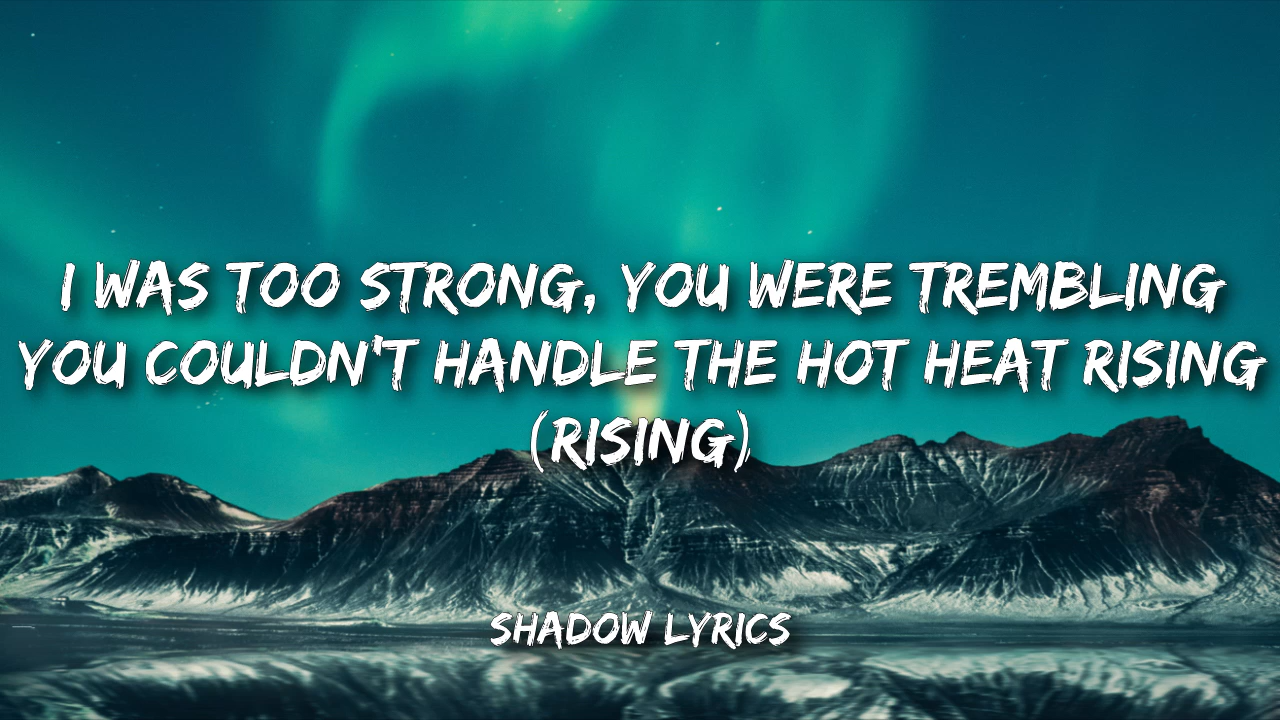 I WAS TOO STRONG, YOU WERE TREMBLING
YOU COULDN'T HANDLE THE HOT HEAT RISING
(RISING)
SHADOW LYRICS